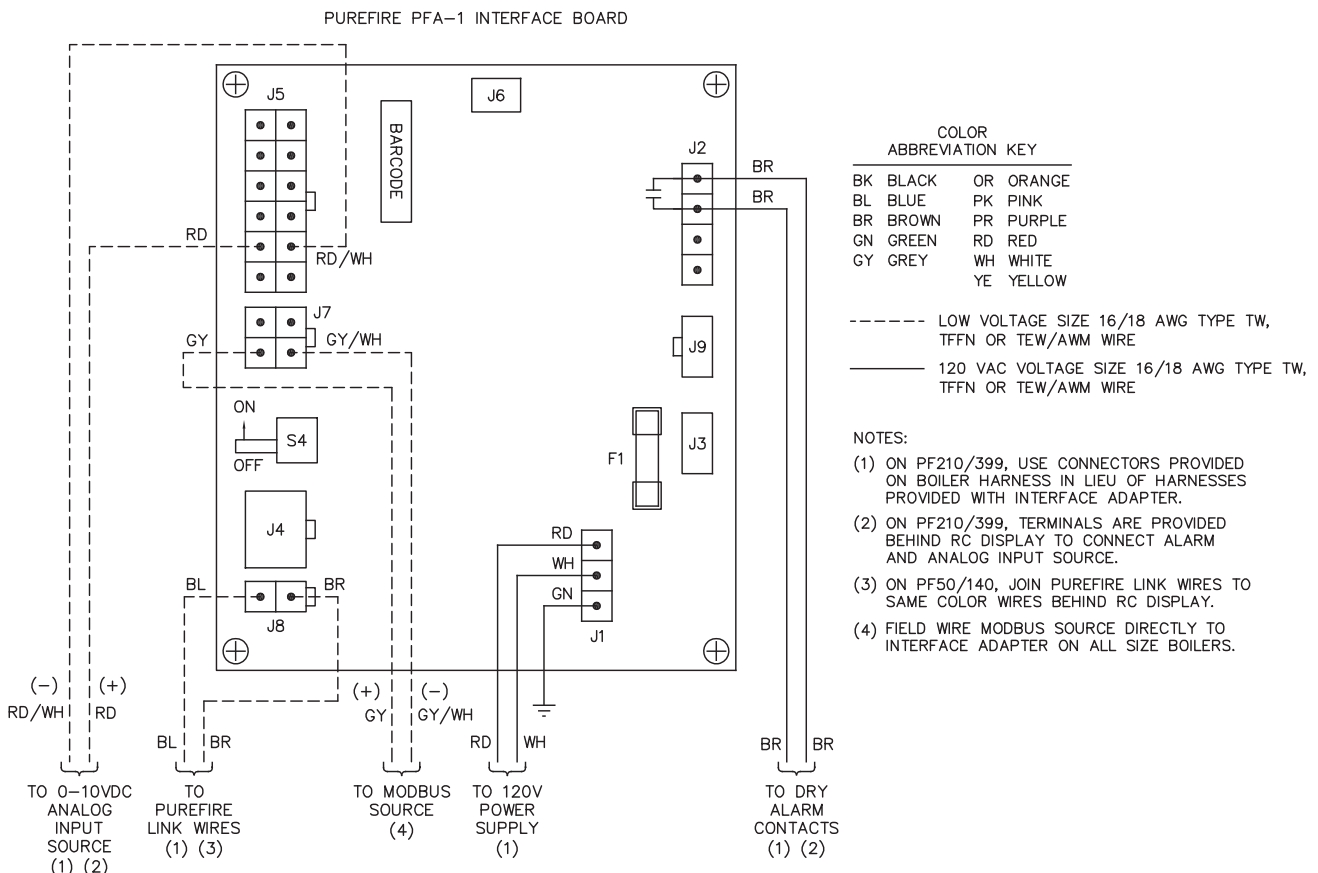 PUREFIRE PFA-1 INTERFACE BOARD
J5
J6
BARCODE
J2
BR
BR
RD
RD/WH
J7
GY
GY/WH
J9
ON
S4
OFF
F1
J3
J4
RD
WH
GN
J1
BL
BR
J8
(-)
(+)
RD/WH
RD
BL
BR
(+)
(-)
GY
GY/WH
RD
WH
BR
BR
TO 0-10VDC
ANALOG
INPUT
SOURCE
(1) (2)
TO
PUREFIRE
LINK WIRES
(1) (3)
TO MODBUS
SOURCE
(4)
TO 120V
POWER
SUPPLY
(1)
TO DRY
ALARM
CONTACTS
(1) (2)
COLOR
ABBREVIATION KEY
BK BLACK OR ORANGE
BL BLUE PK PINK
BR BROWN PR PURPLE
GN GREEN RD RED
GY GREY WH WHITE
YE YELLOW
LOW VOLTAGE SIZE 16/18 AWG TYPE TW,
TFFN OR TEW/AWM WIRE
120 VAC VOLTAGE SIZE 16/18 AWG TYPE TW,
TFFN OR TEW/AWM WIRE
NOTES:
(1) ON PF210/399, USE CONNECTORS PROVIDED
ON BOILER HARNESS IN LIEU OF HARNESSES
PROVIDED WITH INTERFACE ADAPTER.
(2) ON PF210/399, TERMINALS ARE PROVIDED
BEHIND RC DISPLAY TO CONNECT ALARM
AND ANALOG INPUT SOURCE.
(3) ON PF50/140, JOIN PUREFIRE LINK WIRES TO
SAME COLOR WIRES BEHIND RC DISPLAY.
(4) FIELD WIRE MODBUS SOURCE DIRECTLY TO
INTERFACE ADAPTER ON ALL SIZE BOILERS.